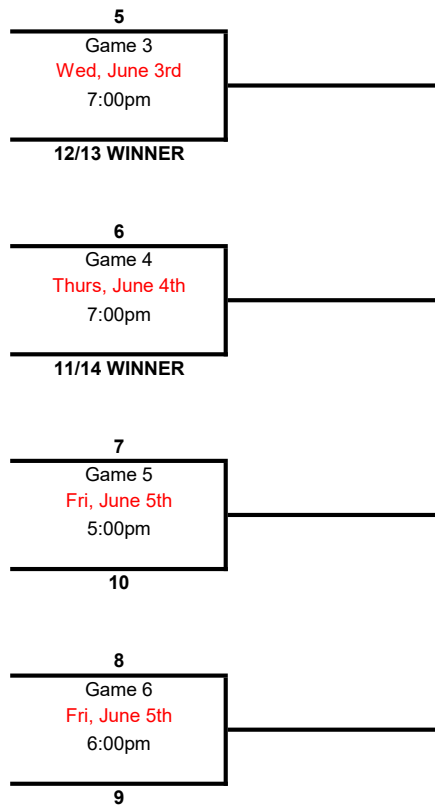 5
Game 3
Wed, June 3rd
7:00pm
12/13 WINNER
6
Game 4
Thurs, June 4th
7:00pm
11/14 WINNER
7
Game 5
Fri, June 5th
5:00pm
10
8
Game 6
Fri, June 5th
6:00pm
9